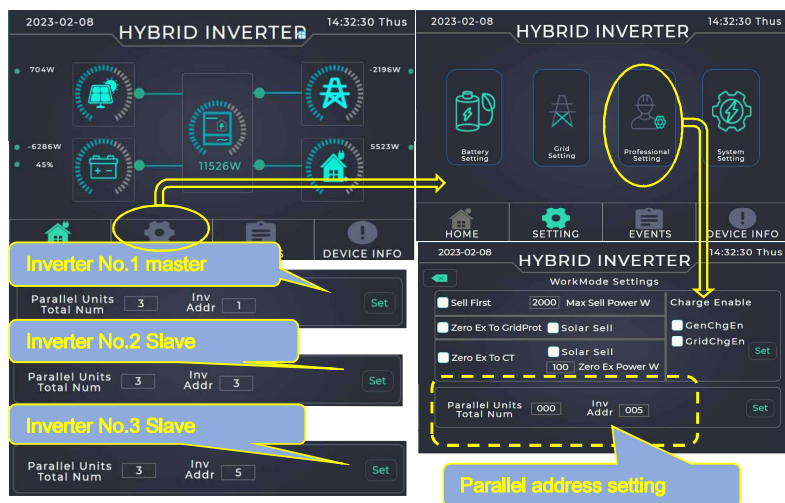 2023-02-08
HYBRID INVERTER
14:32:30 Thus
704W
-2196W
-6286W
45%
11526W
5523W
S
DEVICE INFO
Inverter No.1 master
Parallel Units Total Num
3
Inv Addr
1
Set
Inverter No.2 Slave
Parallel Units Total Num
3
Inv Addr
3
Set
Inverter No.3 Slave
Parallel Units Total Num
3
Inv Addr
5
Set
2023-02-08
HYBRID INVERTER
14:32:30 Thus
Battery Setting
Grid Setting
Professional Setting
System Setting
HOME
SETTING
EVENTS
DEVICE INFO
2023-02-08
HYBRID INVERTER
14:32:30 Thus
WorkMode Settings
Sell First
2000
Max Sell Power W
Charge Enable
Zero Ex To GridProt
Solar Sell
GenChgEn
GridChgEn
Set
Zero Ex To CT
Solar Sell
100
Zero Ex Power W
Parallel Units Total Num
000
Inv Addr
005
Set
Parallel address setting